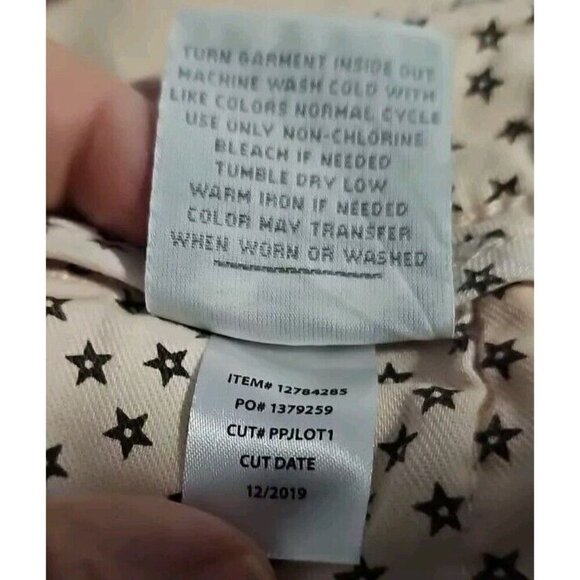 TURN GARMENT INSIDE OUT
MACHINE WASH COLD WITH
LIKE COLORS NORMAL CYCLE
USE ONLY NON-CHLORINE
BLEACH IF NEEDED
TUMBLE DRY LOW
WARM IRON IF NEEDED
COLOR MAY TRANSFER
WHEN WORN OR WASHED
ITEM# 12784285
PO# 1379259
CUT# PPJLOT1
CUT DATE
12/2019